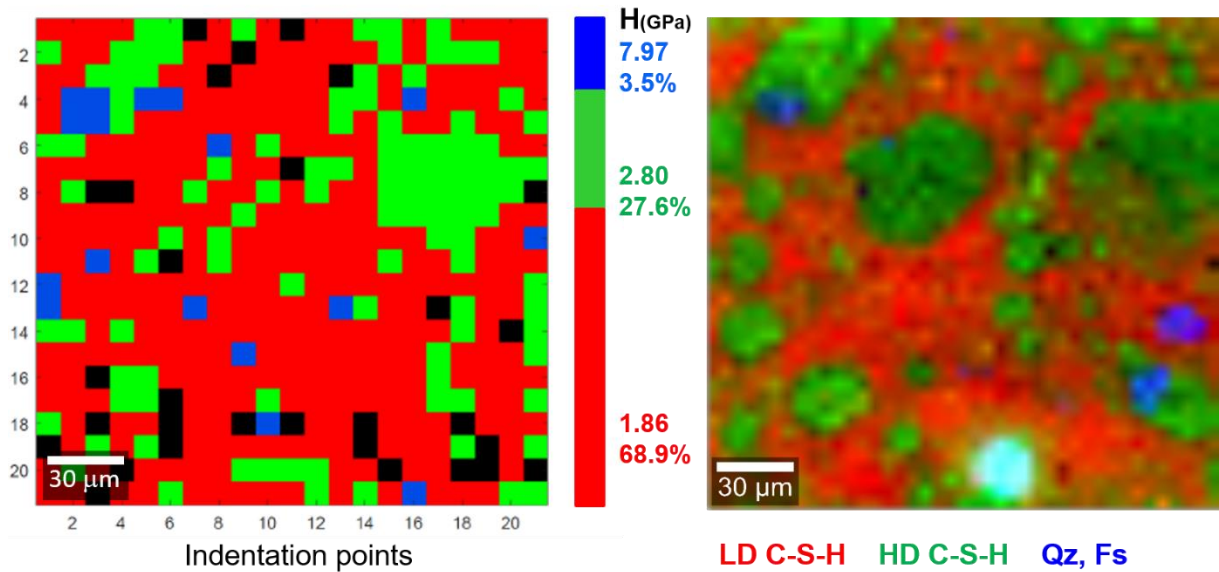 H(GPa)
7.97
3.5%
2.80
27.6%
1.86
68.9%
2
4
6
8
10
12
14
16
18
20
30 µm
2 4 6 8 10 12 14 16 18 20
Indentation points
30 µm
LD C-S-H HD C-S-H Qz, Fs